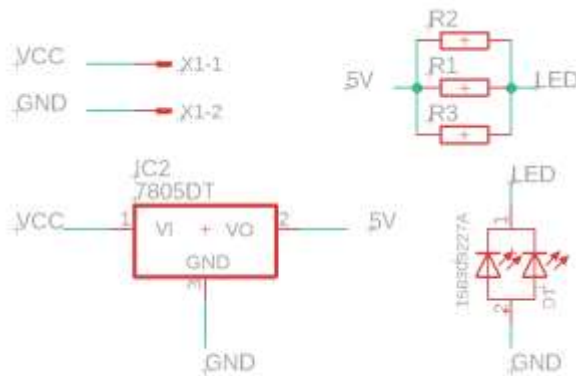 VCC
X1-1
GND
X1-2
R2
5V
R1
LED
R3
IC2
7805DT
VCC
1
VI
+
VO
2
5V
GND
3
GND
LED
1
2
GND